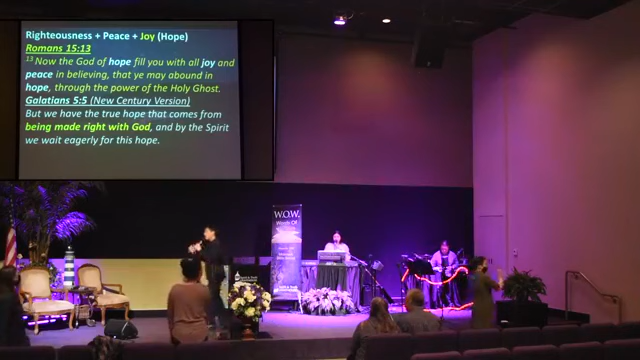 Righteousness + Peace + Joy (Hope)
Romans 15:13
13 Now the God of hope fill you with all joy and
peace in believing, that ye may abound in
hope, through the power of the Holy Ghost.
Galatians 5:5 (New Century Version)
But we have the true hope that comes from
being made right with God, and by the Spirit
we wait eagerly for this hope.
W.O.W.
Words Of